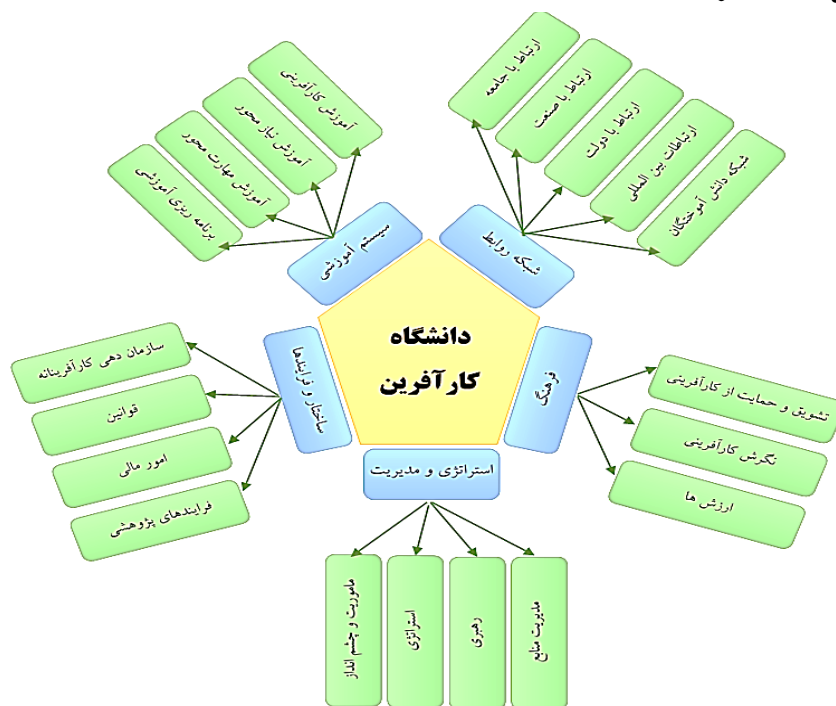 ارتباط با جامعه
ارتباط با صنعت
ارتباط با دولت
ارتباطات بین المللی
شبکه دانش آموختگان
شبکه روابط
آموزش کارآفرینی
آموزش نیاز محور
آموزش مهارت محور
برنامه ریزی آموزشی
سیستم آموزشی
دانشگاه
کارآفرین
فرهنگ
تشویق و حمایت از کارآفرینی
نگرش کارآفرینی
ارزش ها
ساختار و فرایندها
سازمان دهی کارآفرینانه
قوانین
امور مالی
فرایندهای پژوهشی
استراتژی و مدیریت
مدیریت منابع
رهبری
استراتژی
ماموریت و چشم انداز